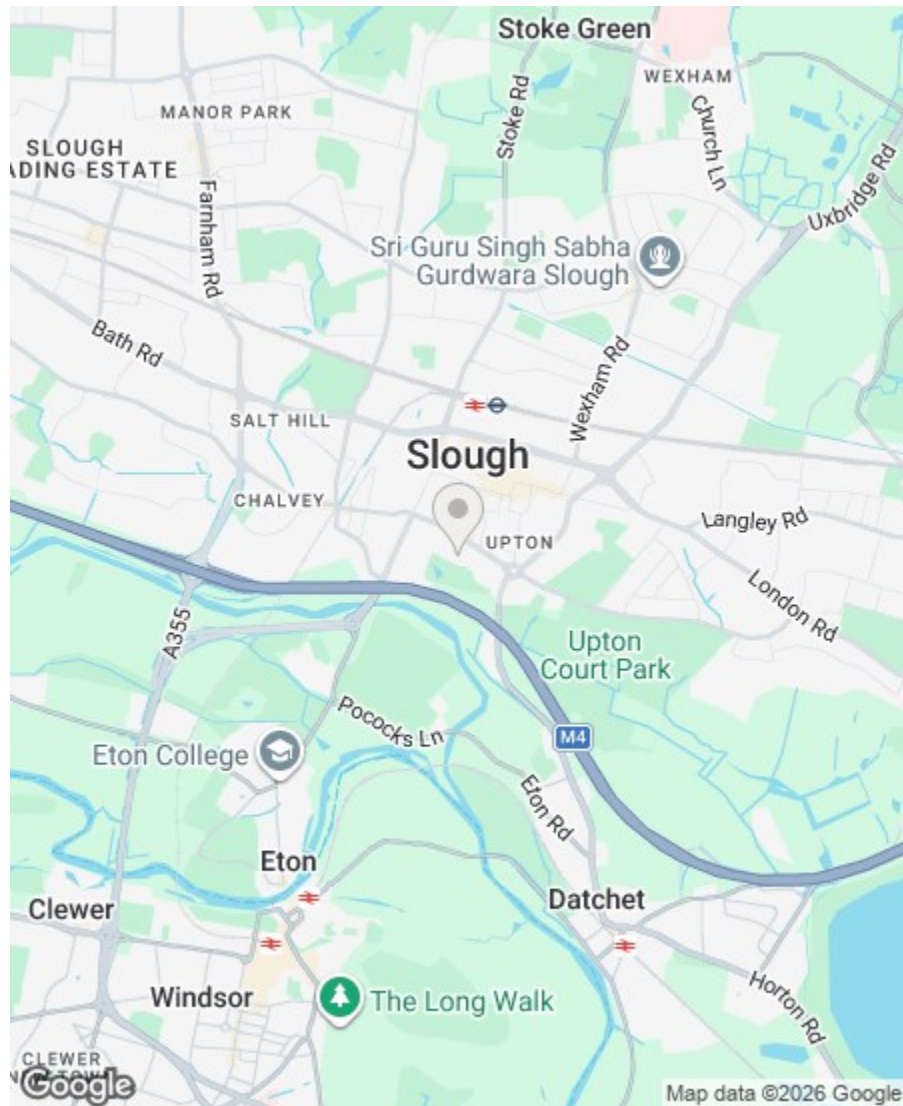 Stoke Green
WEXHAM
MANOR PARK
Stoke Rd
Church Ln
SLOUGH
ADING ESTATE
Uxbridge Rd
Farnham Rd
Sri Guru Singh Sabha
Gurdwara Slough
Bath Rd
Wexham Rd
SALT HILL
Slough
CHALVEY
Langley Rd
UPTON
London Rd
A355
Upton
Court Park
Pococks Ln
M4
Eton College
Eton Rd
Eton
Datchet
Clewer
Windsor
The Long Walk
Horton Rd
CLEWER
Google
Map data ©2026 Google